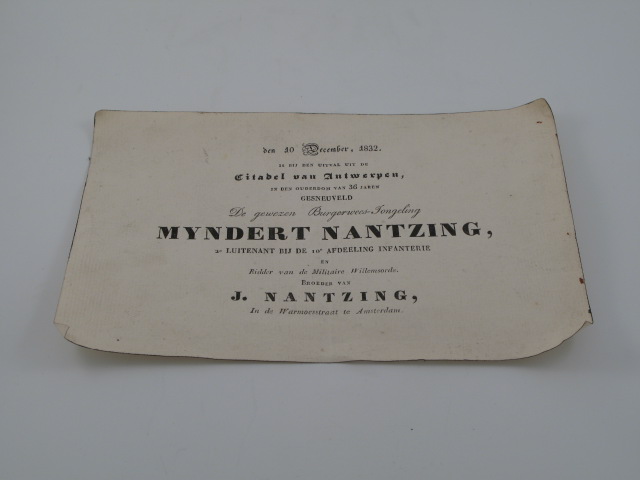 den 10 December, 1832.
IS BIJ DEN UITVAL UIT DE
Citadel van Antwerpen,
IN DEN OUDERDOM VAN 36 JAREN
GESNEUVELD
De gewezen Burgerwees-Jongeling
MYNDERT NANTZING,
2e LUITENANT BIJ DE 10e AFDEELING INFANTERIE
EN
Ridder van de Militaire Willemsorde.
BROEDER VAN
J. NANTZING,
In de Warmoesstraat te Amsterdam.